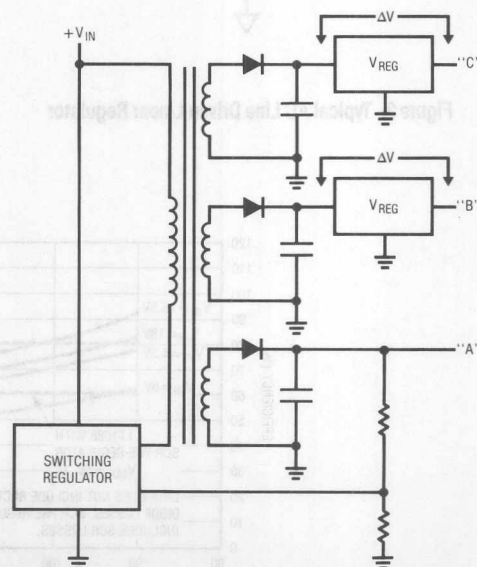 +VIN
ΔV
VREG
"C"
ΔV
VREG
"B"
"A"
SWITCHING
REGULATOR